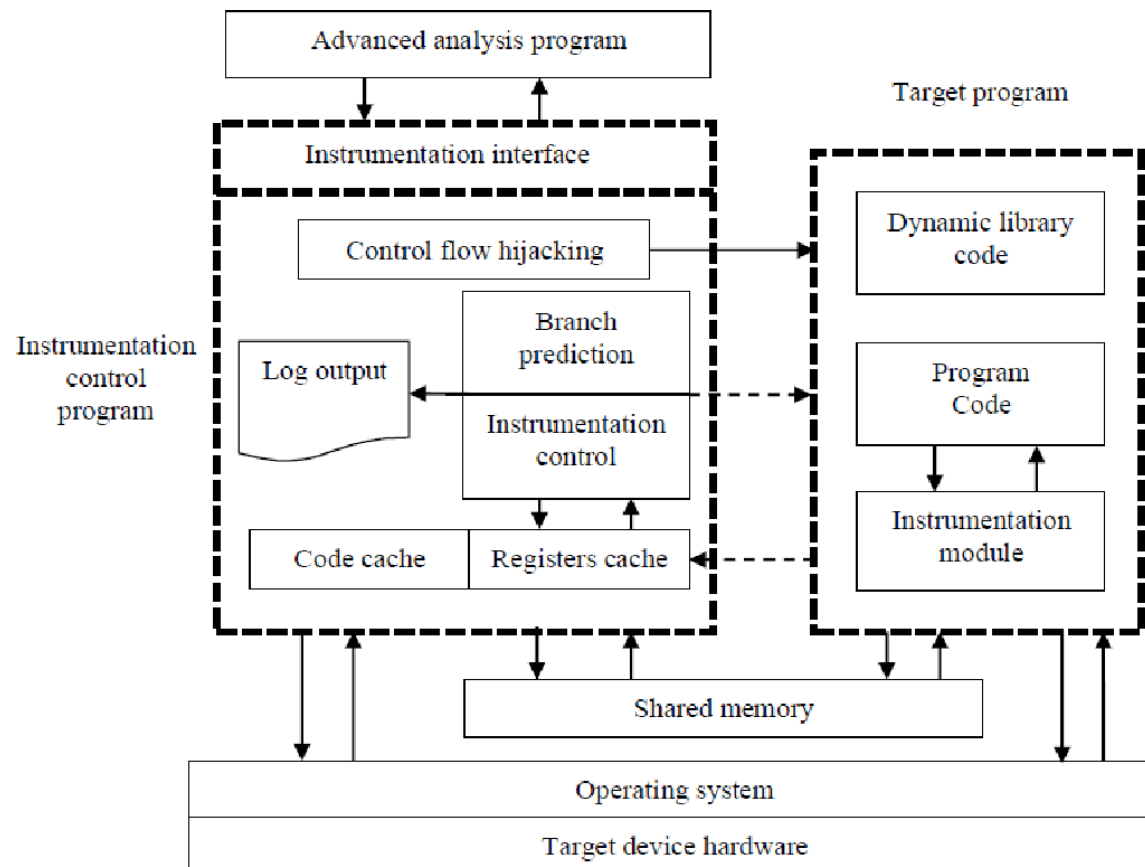 Advanced analysis program
Target program
Instrumentation interface
Control flow hijacking
Dynamic library
code
Instrumentation
control
program
Log output
Branch
prediction
Instrumentation
control
Program
Code
Code cache
Registers cache
Instrumentation
module
Shared memory
Operating system
Target device hardware